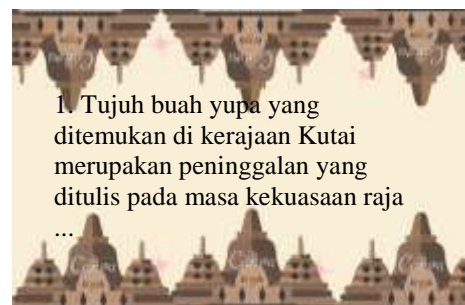 1. Tujuh buah yupa yang
ditemukan di kerajaan Kutai
merupakan peninggalan yang
ditulis pada masa kekuasaan raja
...